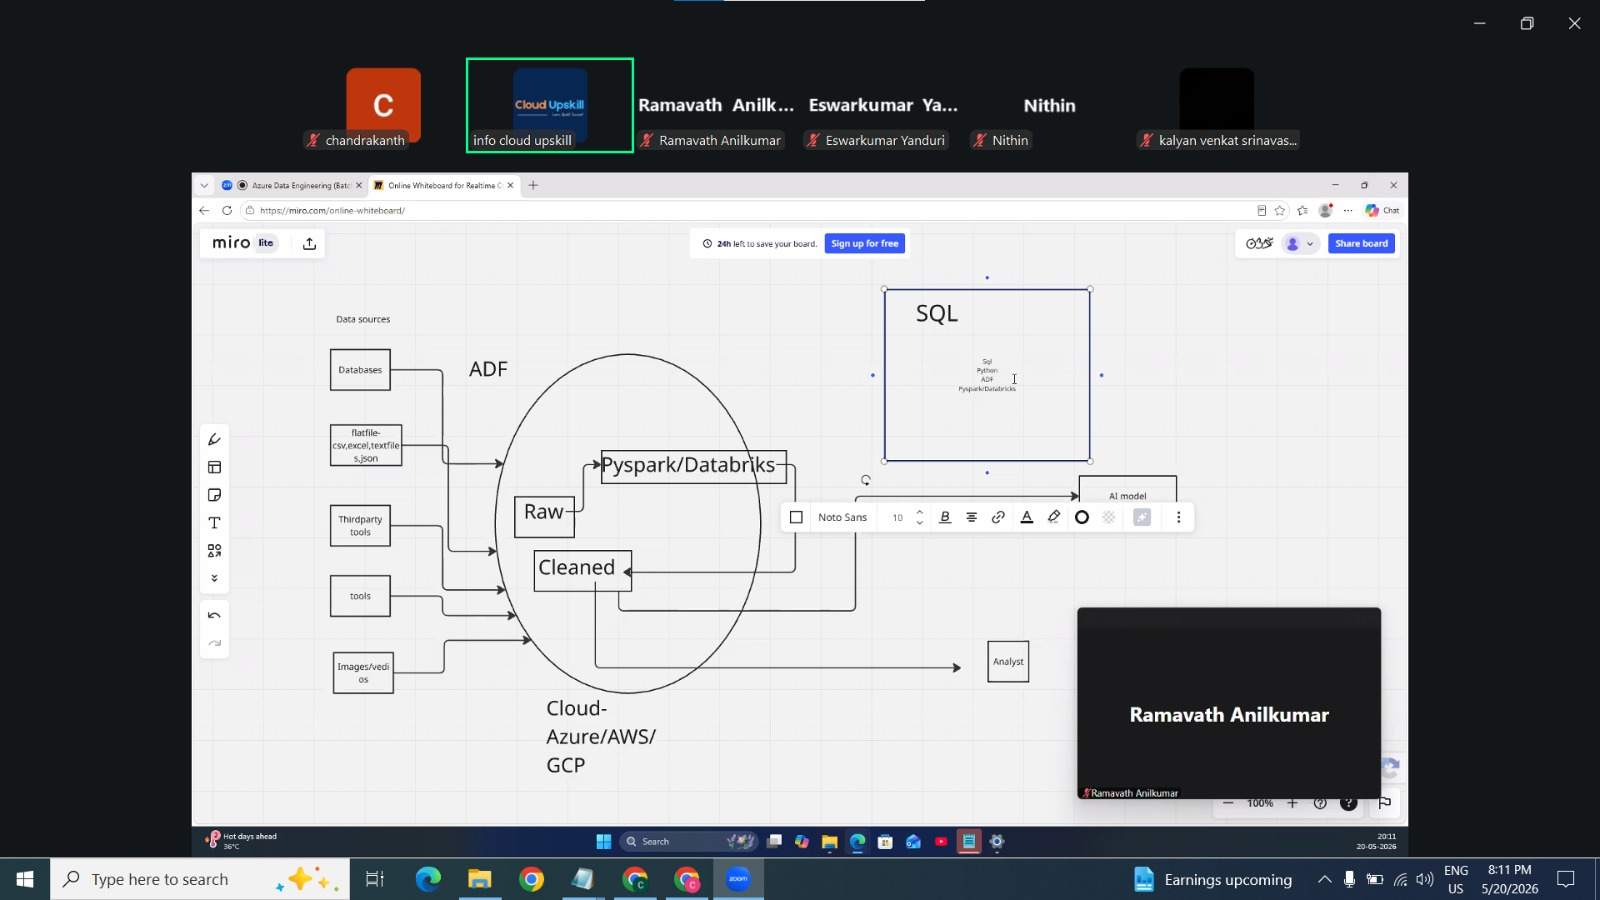 C
Cloud Upskill
Ramavath Anilk...
Eswarkumar Ya...
Nithin
chandrakanth
info cloud upskill
Ramavath Anilkumar
Eswarkumar Yanduri
Nithin
kalyan venkat srinavas...
Azure Data Engineering (Batc
Online Whiteboard for Realtime C
https://miro.com/online-whiteboard/
Chat
miro lite
24h left to save your board.
Sign up for free
Share board
SQL
Data sources
Databases
ADF
Sql
Python
ADF
Pyspark/Databricks
flatfile-
csv,excel,textfile
s,json
Pyspark/Databriks
Raw
AI model
Noto Sans
10
Thirdparty
tools
Cleaned
tools
Images/vedi
os
Analyst
Cloud-
Azure/AWS/
GCP
Ramavath Anilkumar
Ramavath Anilkumar
100%
Hot days ahead
36°C
Search
20:11
20-05-2026
Type here to search
zoom
Earnings upcoming
ENG
US
8:11 PM
5/20/2026